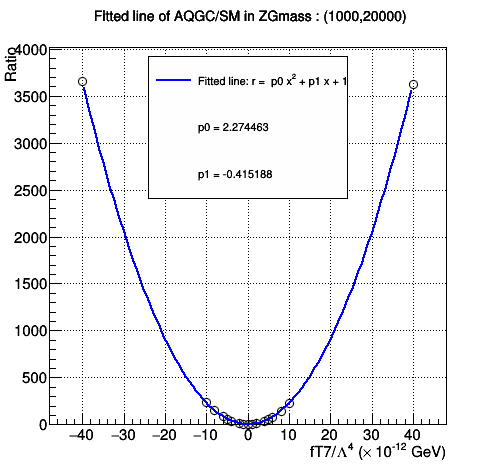 FItted line of AQGC/SM in ZGmass : (1000,20000)
Ratio
4000
3500
3000
2500
2000
1500
1000
500
0
Fitted line: r = p0 x² + p1 x + 1
p0 = 2.274463
p1 = -0.415188
−40 −30 −20 −10 0 10 20 30 40
fT7/Λ⁴ (× 10⁻¹² GeV)